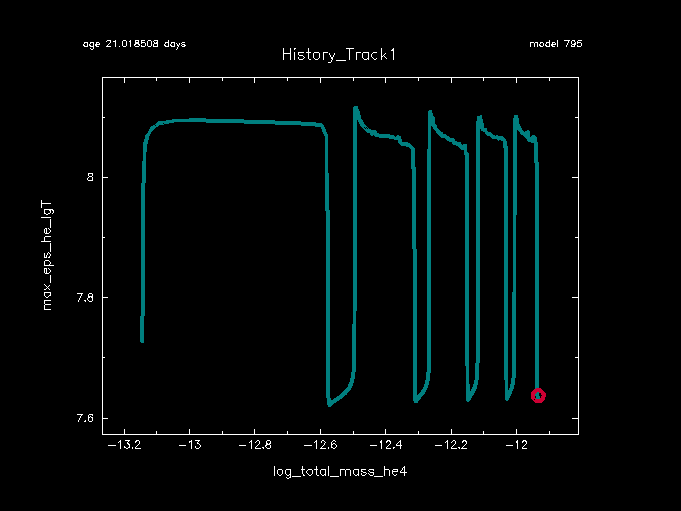 age 21.018508 days
model 795
History_Track1
max_eps_he_lgT
8
7.8
7.6
−13.2 −13 −12.8 −12.6 −12.4 −12.2 −12
log_total_mass_he4